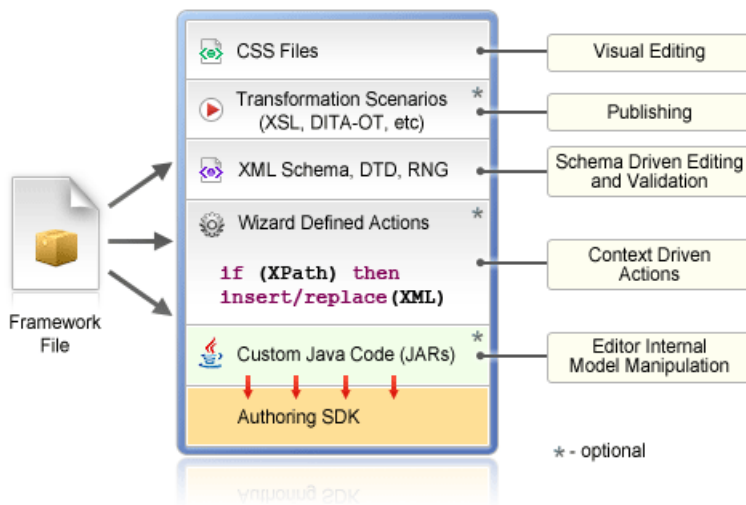 CSS Files
Visual Editing
Transformation Scenarios *
(XSL, DITA-OT, etc)
Publishing
XML Schema, DTD, RNG
Schema Driven Editing
and Validation
Wizard Defined Actions *
if (XPath) then
insert/replace(XML)
Context Driven
Actions
Framework
File
Custom Java Code (JARs) *
Editor Internal
Model Manipulation
Authoring SDK
* - optional
Authoring SDK